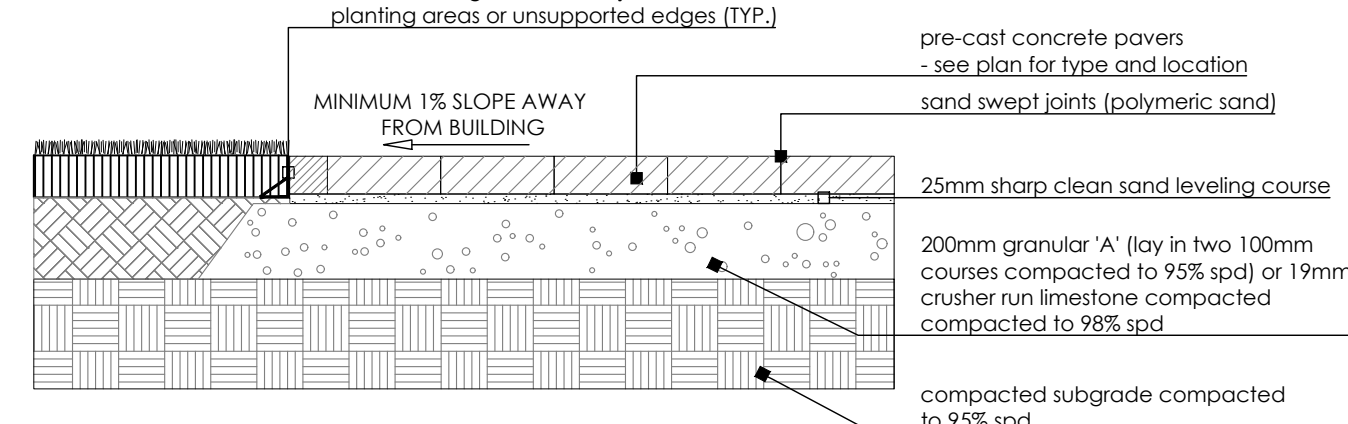 planting areas or unsupported edges (TYP.)
pre-cast concrete pavers
- see plan for type and location
MINIMUM 1% SLOPE AWAY
FROM BUILDING
sand swept joints (polymeric sand)
25mm sharp clean sand leveling course
200mm granular 'A' (lay in two 100mm
courses compacted to 95% spd) or 19mm
crusher run limestone compacted
compacted to 98% spd
compacted subgrade compacted
to 95% spd